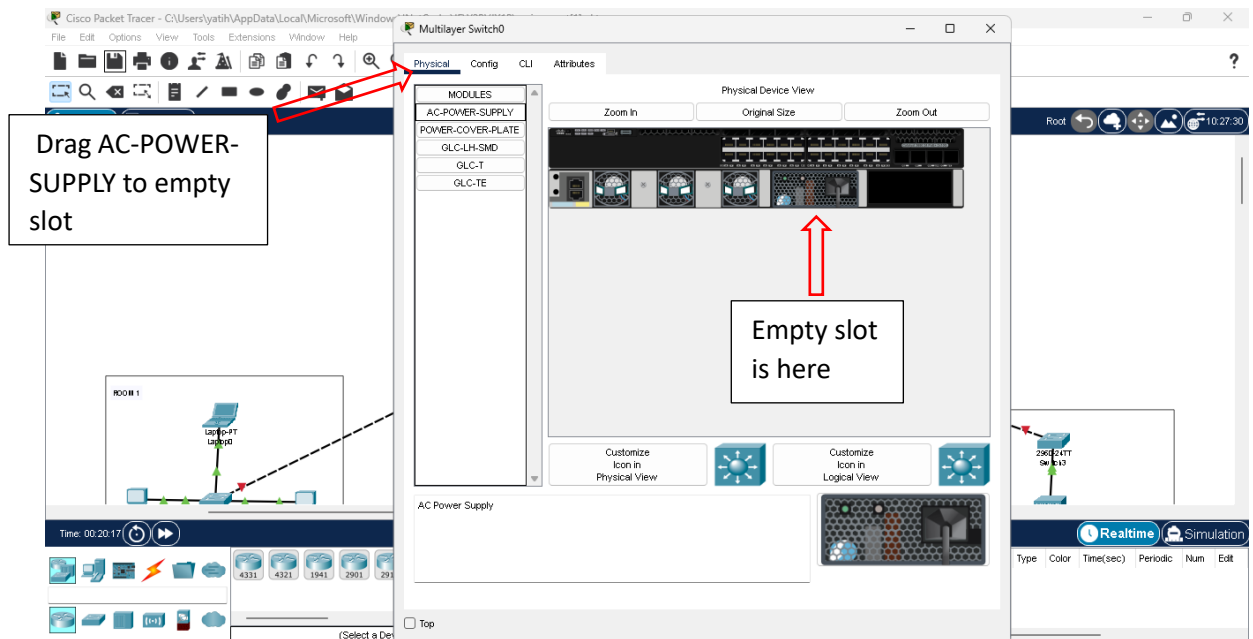 Cisco Packet Tracer - C:\Users\yatih\AppData\Local\Microsoft\Window
File Edit Options View Tools Extensions Window Help
?
Root 10:27:30
Multilayer Switch0
Physical Config CLI Attributes
MODULES
AC-POWER-SUPPLY
POWER-COVER-PLATE
GLC-LH-SMD
GLC-T
GLC-TE
Physical Device View
Zoom In Original Size Zoom Out
Drag AC-POWER-
SUPPLY to empty
slot
Empty slot
is here
ROOM 1
Laptop-PT
Laptop0
2960-24TT
Switch3
Customize
Icon in
Physical View
Customize
Icon in
Logical View
AC Power Supply
Time: 00:20:17
Realtime Simulation
4331 4321 1941 2901 291
Type Color Time(sec) Periodic Num Edit
Top
(Select a De